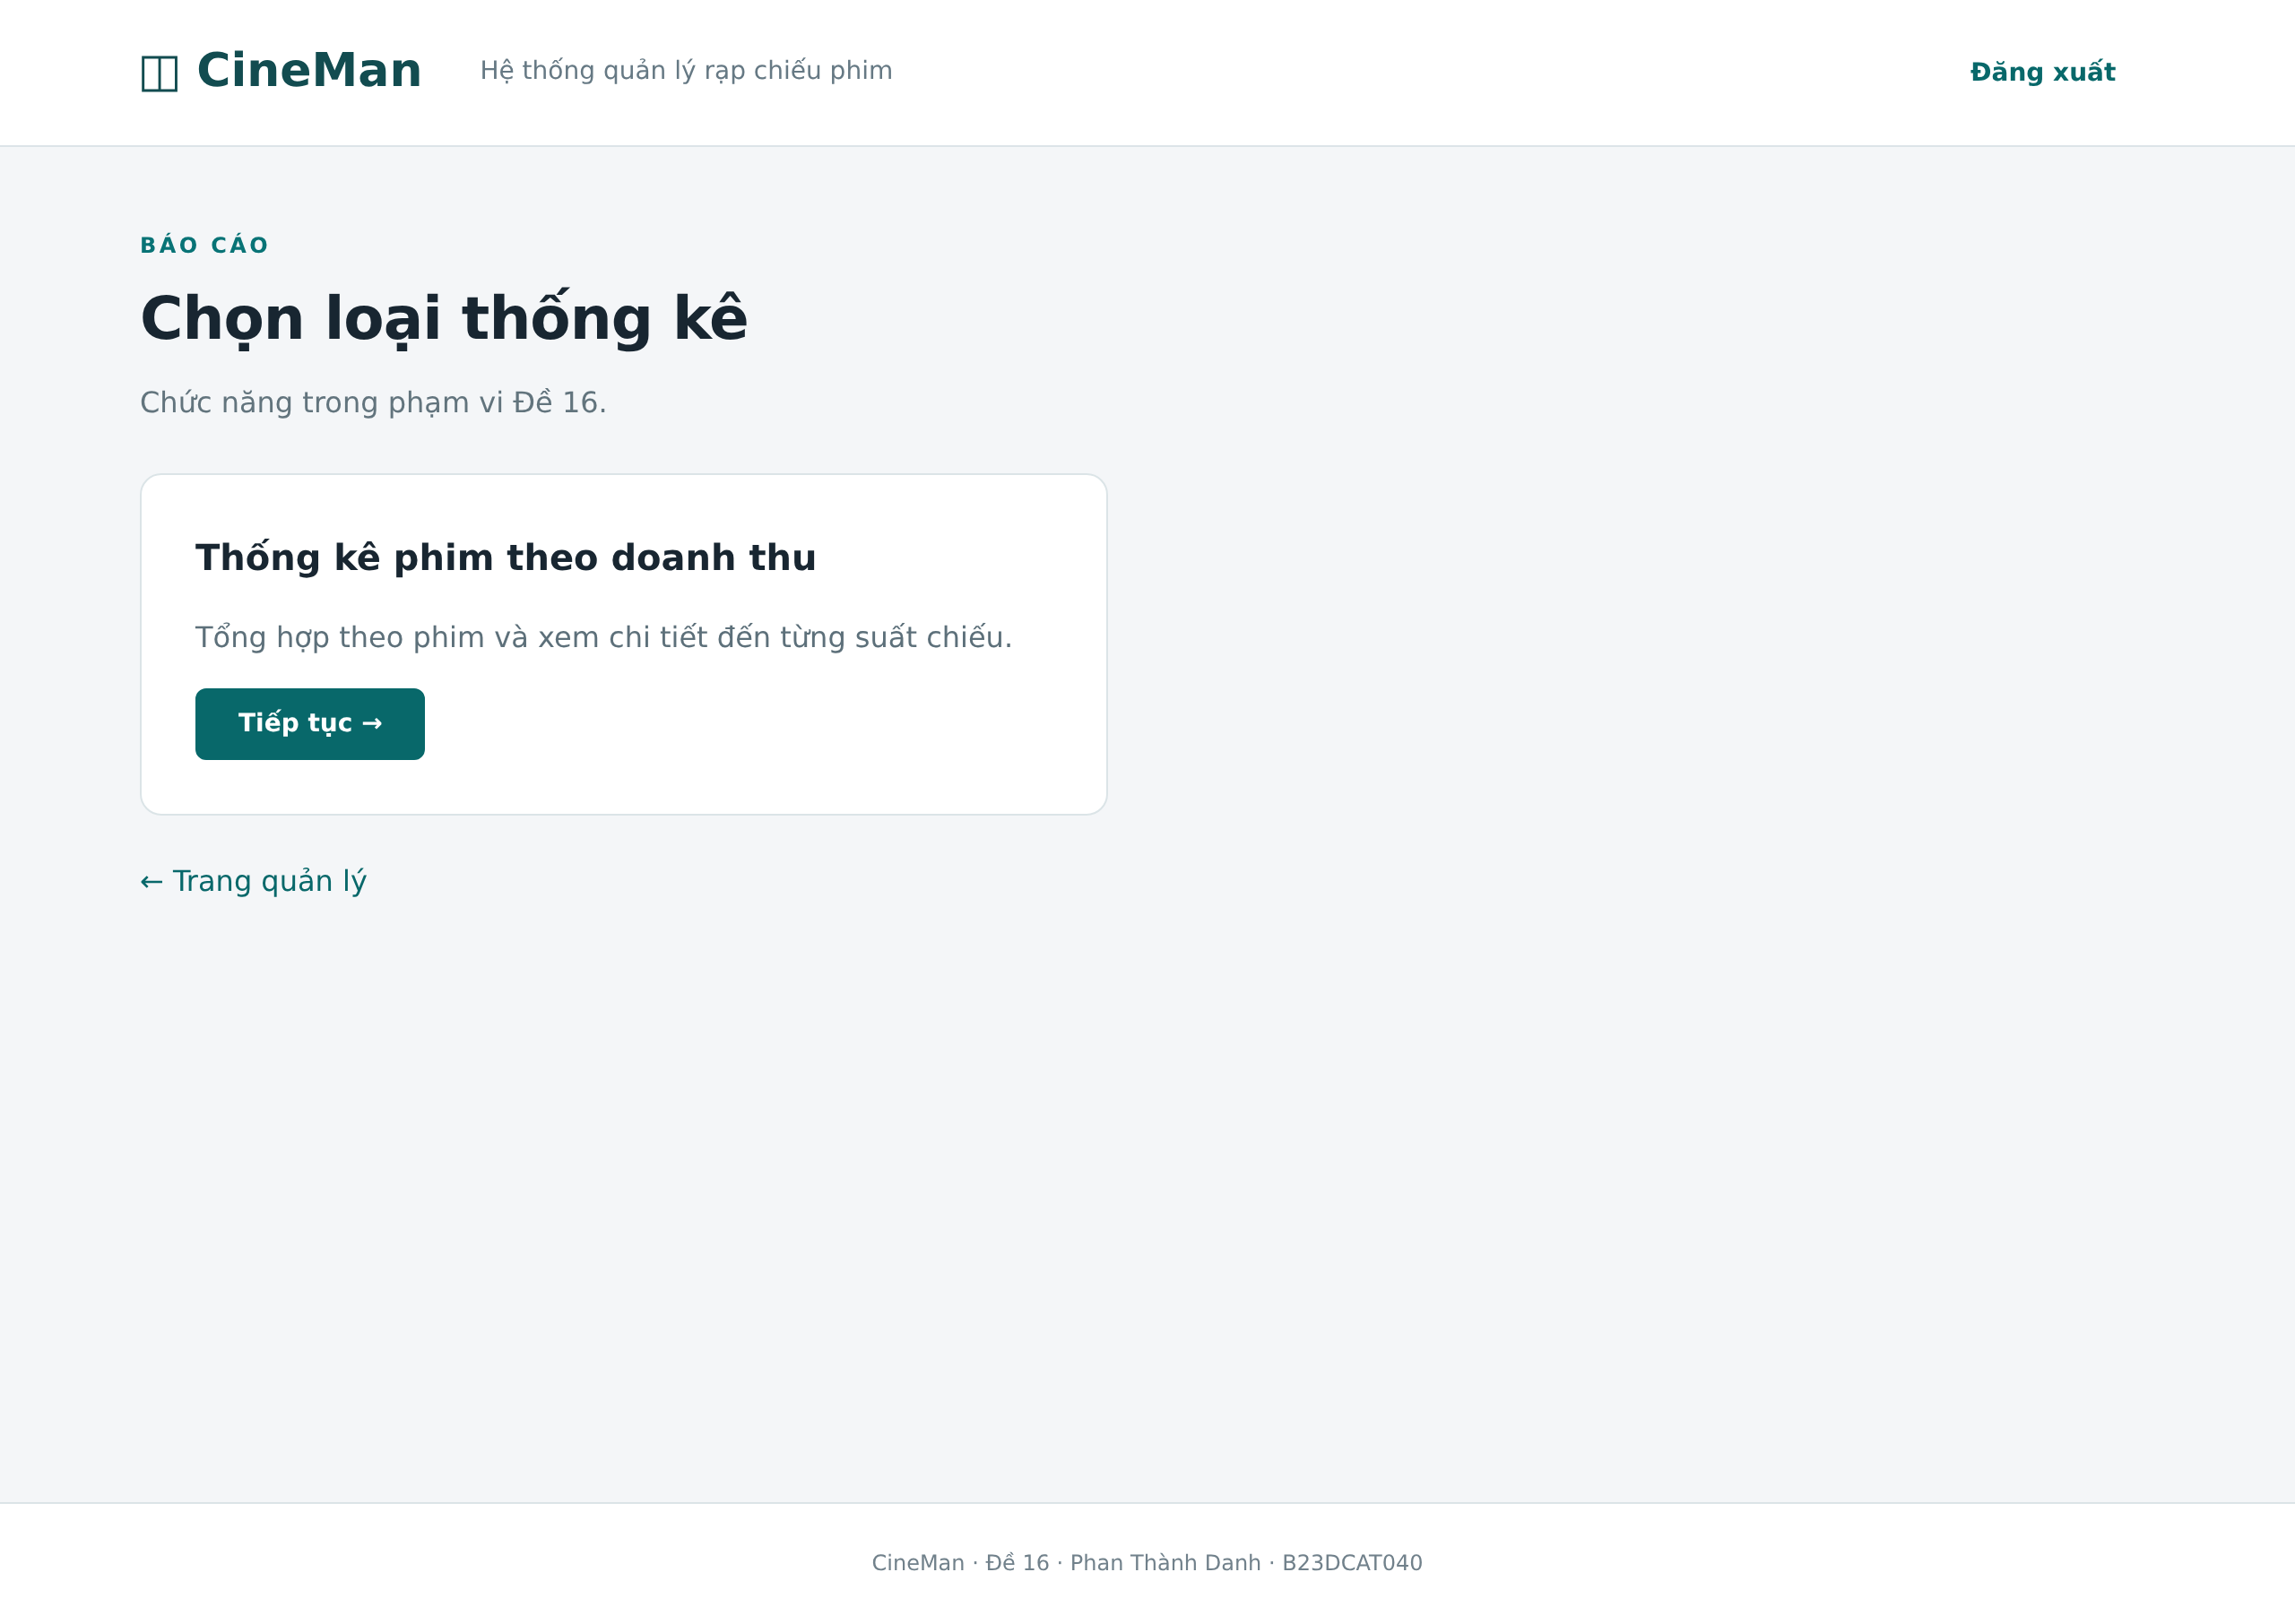 CineMan
Hệ thống quản lý rạp chiếu phim
Đăng xuất
BÁO CÁO
Chọn loại thống kê
Chức năng trong phạm vi Đề 16.
Thống kê phim theo doanh thu
Tổng hợp theo phim và xem chi tiết đến từng suất chiếu.
Tiếp tục →
← Trang quản lý
CineMan · Đề 16 · Phan Thành Danh · B23DCAT040